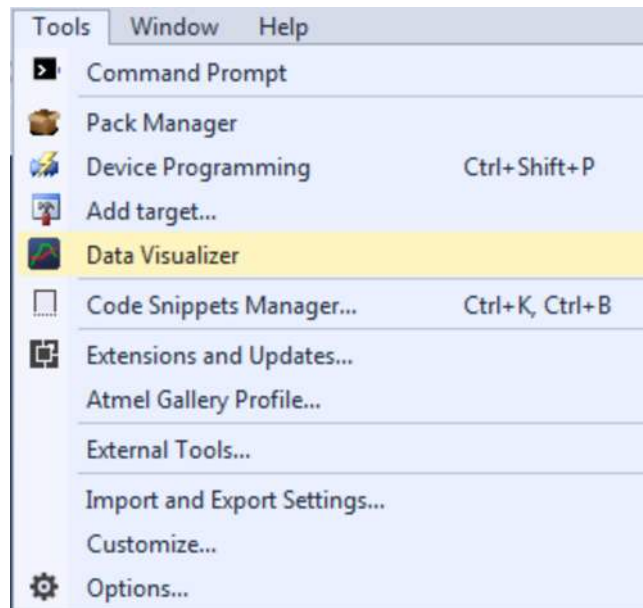 Tools Window Help
Command Prompt
Pack Manager
Device Programming Ctrl+Shift+P
Add target...
Data Visualizer
Code Snippets Manager... Ctrl+K, Ctrl+B
Extensions and Updates...
Atmel Gallery Profile...
External Tools...
Import and Export Settings...
Customize...
Options...